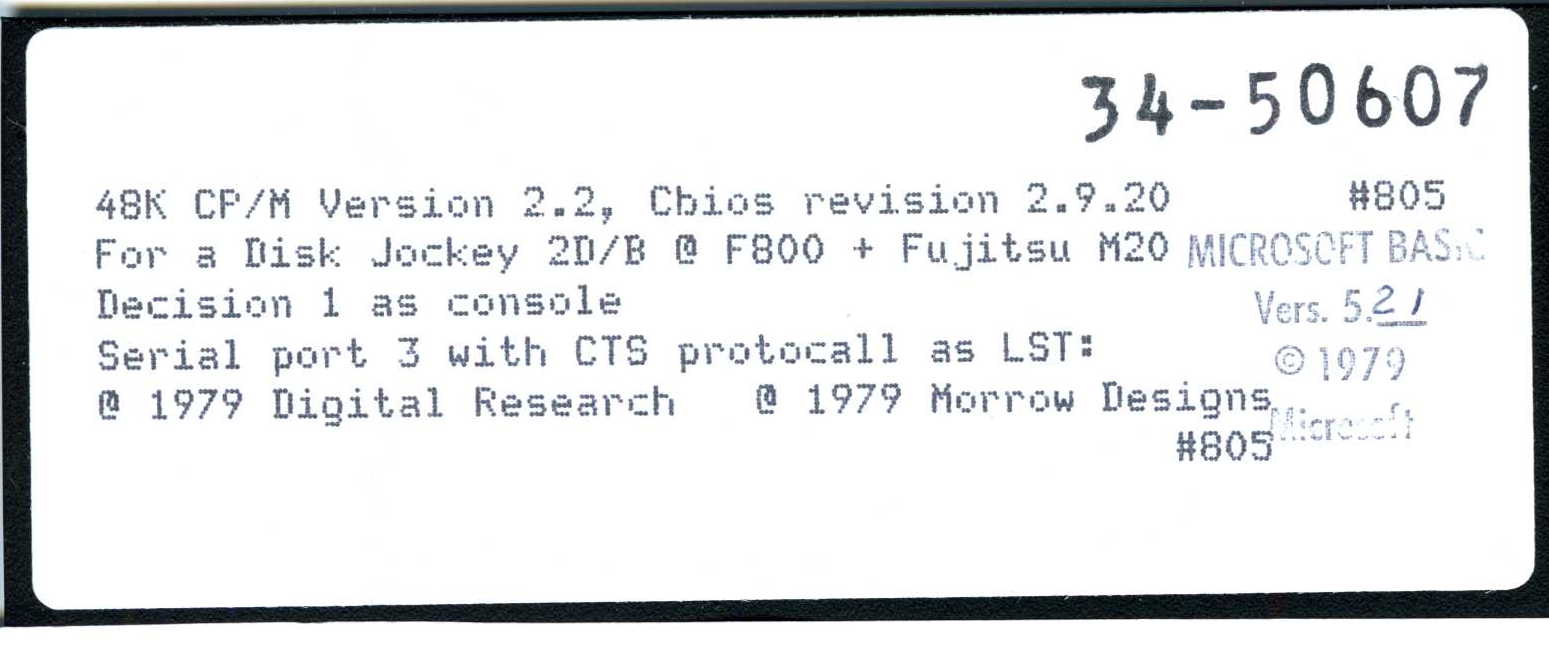 34-50607
48K CP/M Version 2.2, Cbios revision 2.9.20 #805
For a Disk Jockey 2D/B @ F800 + Fujitsu M20 MICROSOFT BASIC
Decision 1 as console Vers. 5.21
Serial port 3 with CTS protocall as LST: © 1979
@ 1979 Digital Research @ 1979 Morrow Designs Microsoft
#805